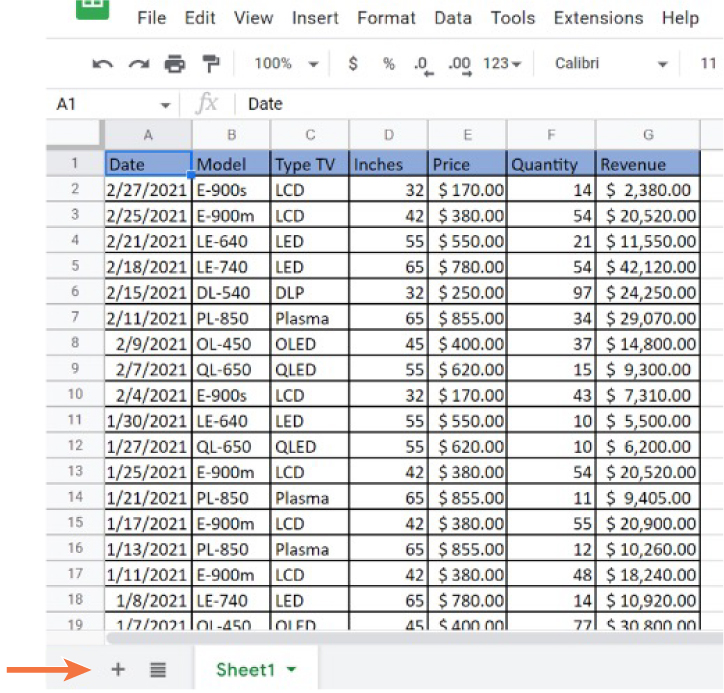 File Edit View Insert Format Data Tools Extensions Help
100% $ % .0 .00 123 Calibri 11
A1 fx Date
A B C D E F G
1 Date Model Type TV Inches Price Quantity Revenue
2 2/27/2021 E-900s LCD 32 $ 170.00 14 $ 2,380.00
3 2/25/2021 E-900m LCD 42 $ 380.00 54 $ 20,520.00
4 2/21/2021 LE-640 LED 55 $ 550.00 21 $ 11,550.00
5 2/18/2021 LE-740 LED 65 $ 780.00 54 $ 42,120.00
6 2/15/2021 DL-540 DLP 32 $ 250.00 97 $ 24,250.00
7 2/11/2021 PL-850 Plasma 65 $ 855.00 34 $ 29,070.00
8 2/9/2021 OL-450 OLED 45 $ 400.00 37 $ 14,800.00
9 2/7/2021 QL-650 QLED 55 $ 620.00 15 $ 9,300.00
10 2/4/2021 E-900s LCD 32 $ 170.00 43 $ 7,310.00
11 1/30/2021 LE-640 LED 55 $ 550.00 10 $ 5,500.00
12 1/27/2021 QL-650 QLED 55 $ 620.00 10 $ 6,200.00
13 1/25/2021 E-900m LCD 42 $ 380.00 54 $ 20,520.00
14 1/21/2021 PL-850 Plasma 65 $ 855.00 11 $ 9,405.00
15 1/17/2021 E-900m LCD 42 $ 380.00 55 $ 20,900.00
16 1/13/2021 PL-850 Plasma 65 $ 855.00 12 $ 10,260.00
17 1/11/2021 E-900m LCD 42 $ 380.00 48 $ 18,240.00
18 1/8/2021 LE-740 LED 65 $ 780.00 14 $ 10,920.00
19 1/7/2021 OL-450 OLED 45 $ 400.00 77 $ 30,800.00
Sheet1